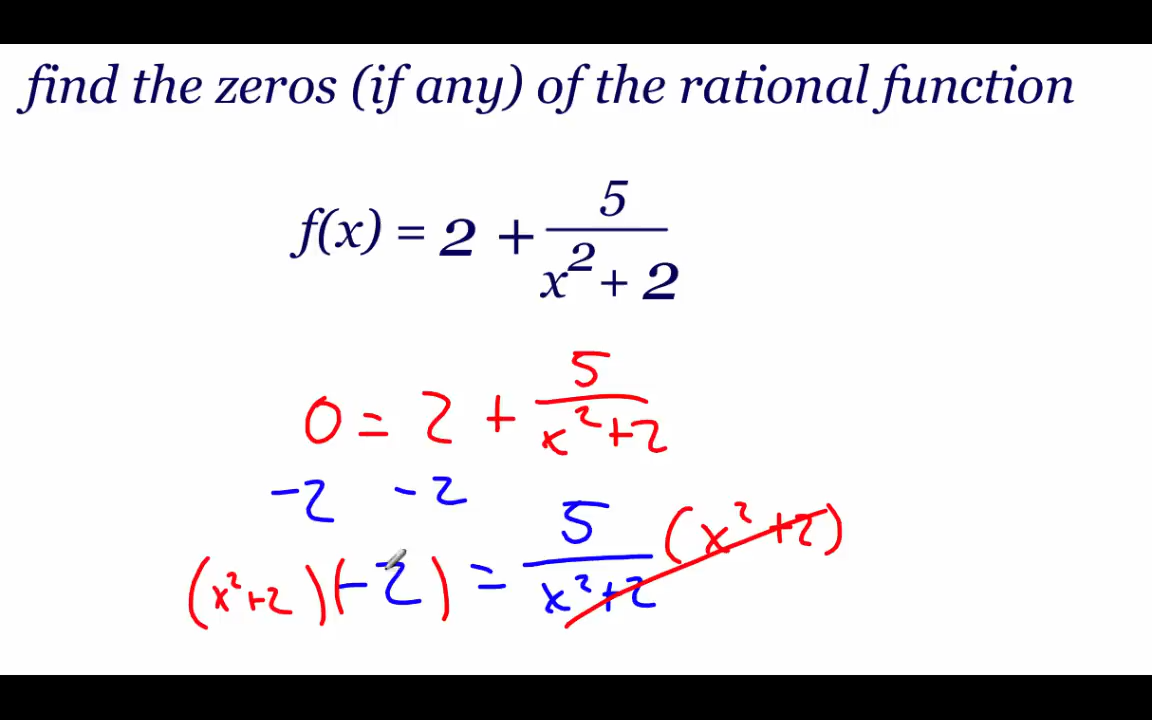 find the zeros (if any) of the rational function
f(x) = 2 + 5/(x² + 2)
0 = 2 + 5/(x² + 2)
-2 -2
(x² + 2)(-2) = 5/(x² + 2) (x² + 2)